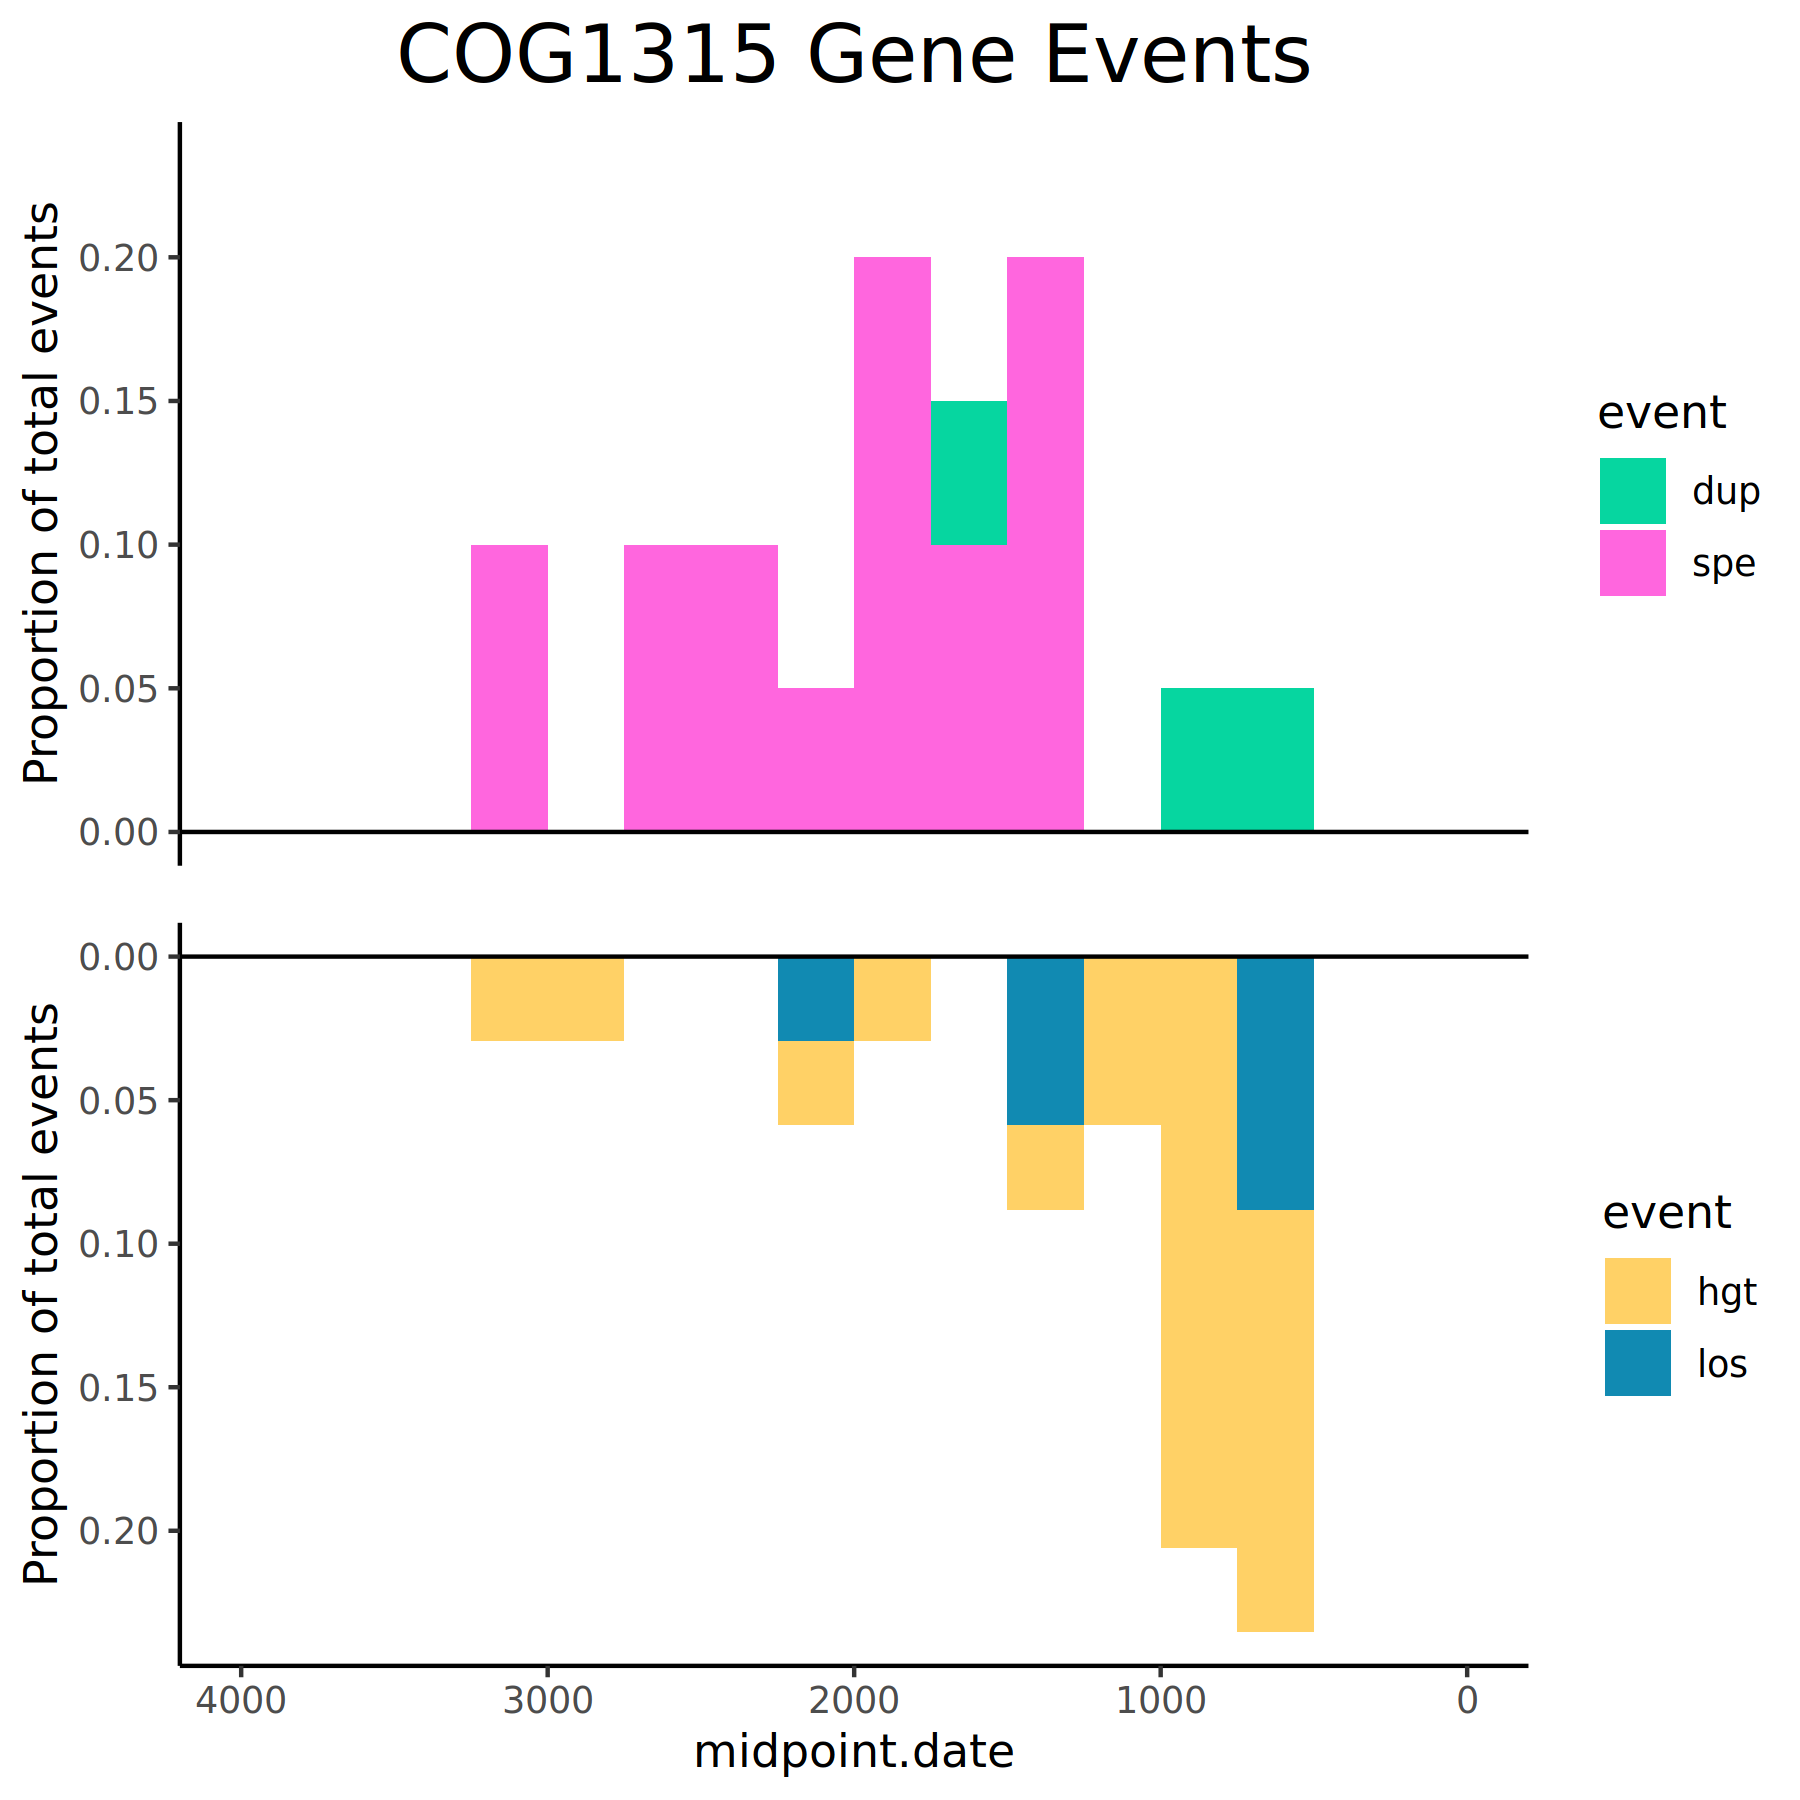 COG1315 Gene Events
Proportion of total events
0.20
0.15
0.10
0.05
0.00
event
dup
spe
Proportion of total events
0.00
0.05
0.10
0.15
0.20
event
hgt
los
4000 3000 2000 1000 0
midpoint.date